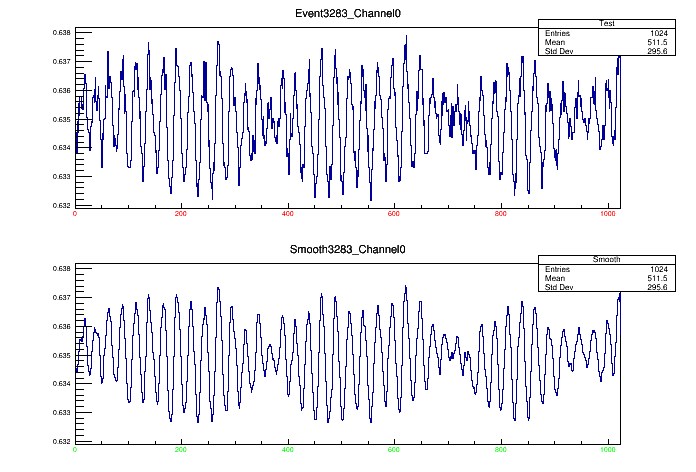 Event3283_Channel0
Test
Entries 1024
Mean 511.5
Std Dev 295.6
0.638
0.637
0.636
0.635
0.634
0.633
0.632
0 200 400 600 800 1000
Smooth3283_Channel0
Smooth
Entries 1024
Mean 511.5
Std Dev 295.6
0.638
0.637
0.636
0.635
0.634
0.633
0.632
0 200 400 600 800 1000